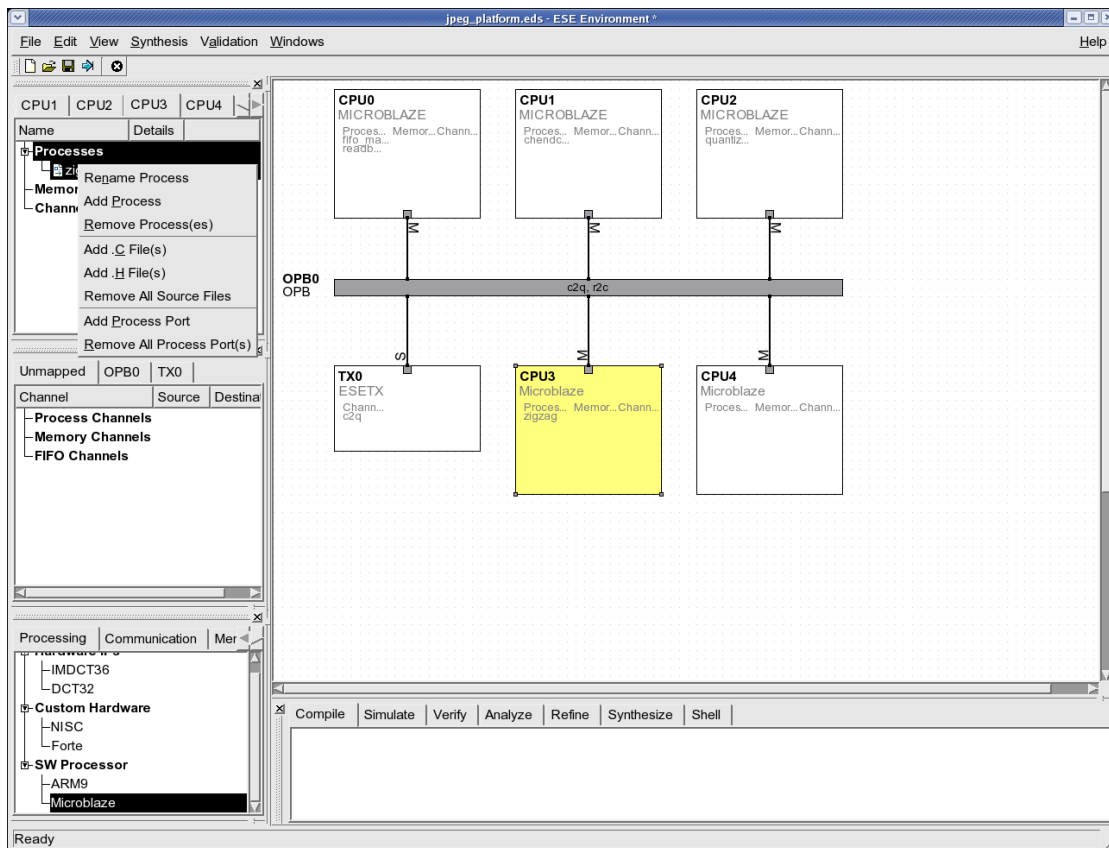 jpeg_platform.eds - ESE Environment *
File Edit View Synthesis Validation Windows Help
CPU1 CPU2 CPU3 CPU4
Name Details
Processes
Rename Process
Add Process
Remove Process(es)
Add .C File(s)
Add .H File(s)
Remove All Source Files
Add Process Port
Remove All Process Port(s)
Unmapped OPB0 TX0
Channel Source Destina
Process Channels
Memory Channels
FIFO Channels
Processing Communication Mer
IMDCT36
DCT32
Custom Hardware
NISC
Forte
SW Processor
ARM9
Microblaze
CPU0
MICROBLAZE
Proces... Memor... Chann...
fifo_ma...
readb...
CPU1
MICROBLAZE
Proces... Memor... Chann...
chendc...
CPU2
MICROBLAZE
Proces... Memor... Chann...
quantiz...
M M M
OPB0
OPB
c2q, r2c
S M M
TX0
ESETX
Chann...
c2q
CPU3
Microblaze
Proces... Memor... Chann...
zigzag
CPU4
Microblaze
Proces... Memor... Chann...
Compile Simulate Verify Analyze Refine Synthesize Shell
Ready